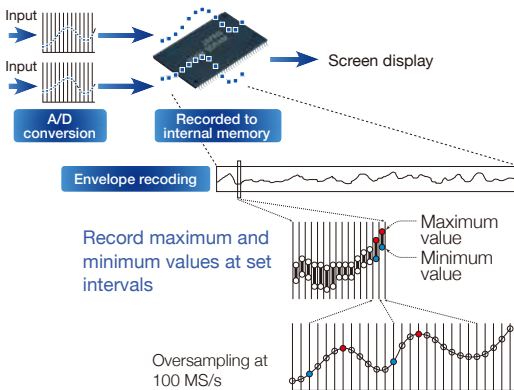 Input
Input
Screen display
A/D
conversion
Recorded to
internal memory
Envelope recoding
Record maximum and
minimum values at set
intervals
Maximum
value
Minimum
value
Oversampling at
100 MS/s